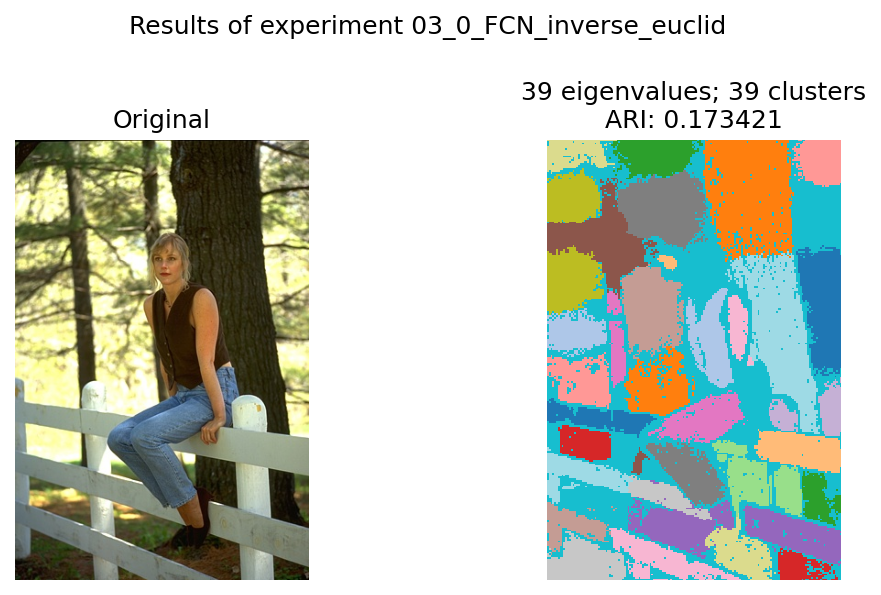 Results of experiment 03_0_FCN_inverse_euclid
Original
39 eigenvalues; 39 clusters
ARI: 0.173421